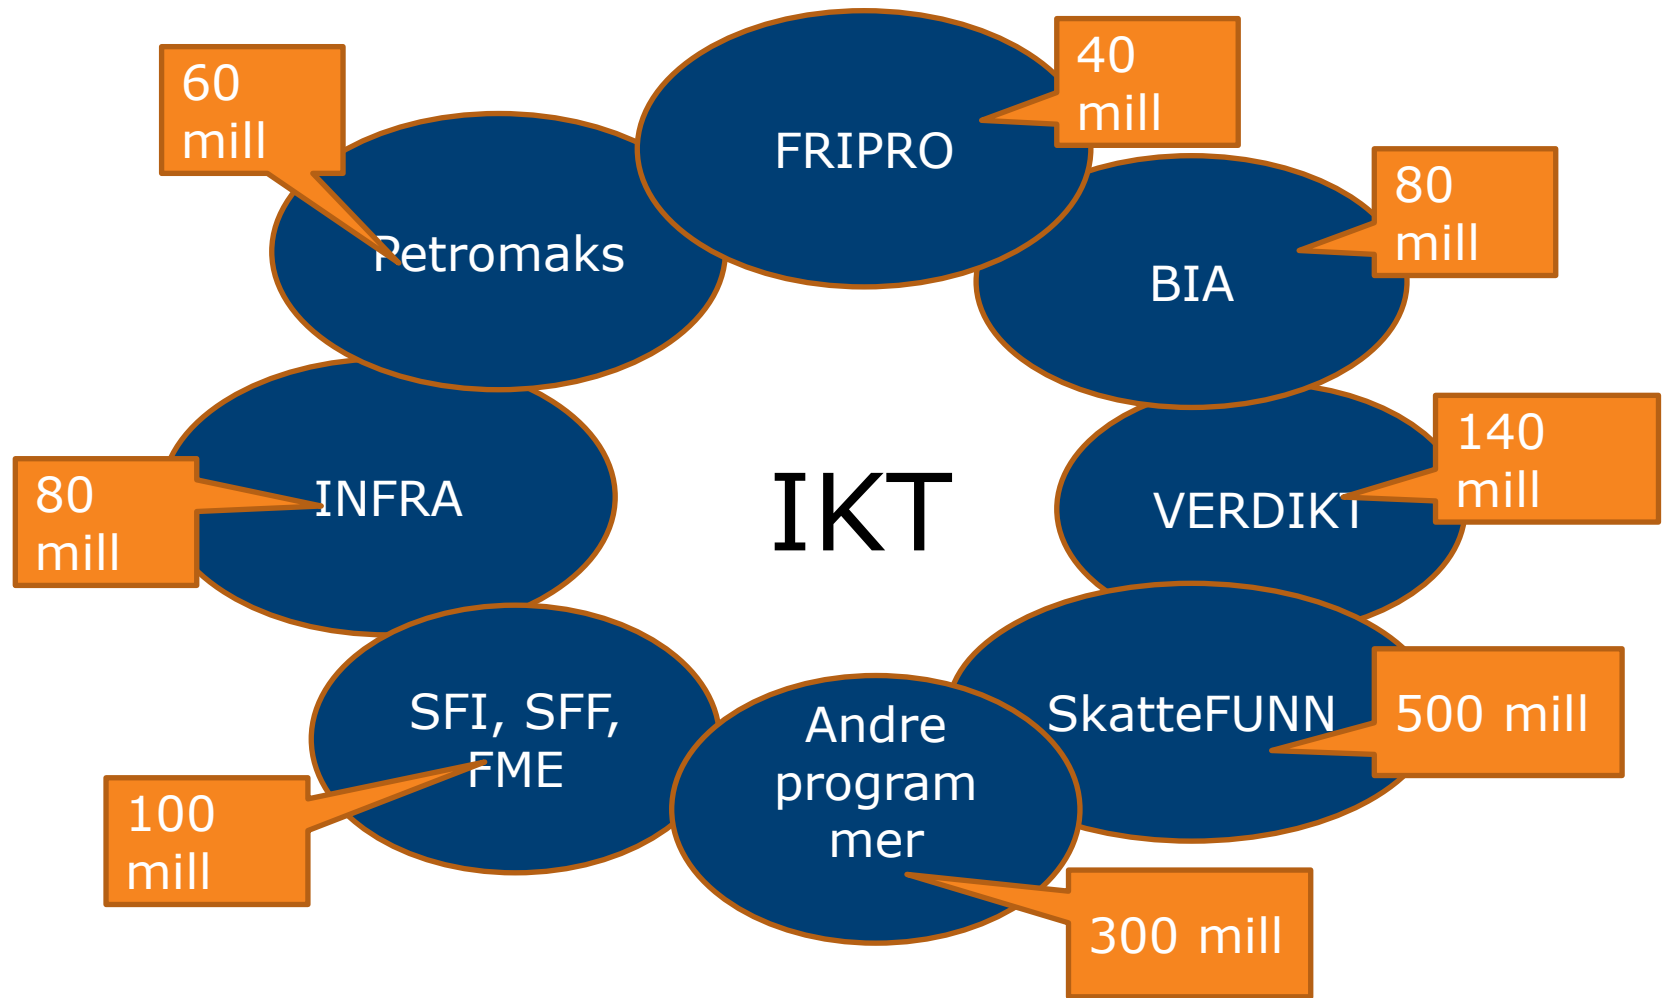 60
mill
FRIPRO
40
mill
Petromaks
BIA
80
mill
INFRA
80
mill
IKT
VERDIKT
140
mill
SFI, SFF,
FME
100
mill
Andre
program
mer
300 mill
SkatteFUNN
500 mill